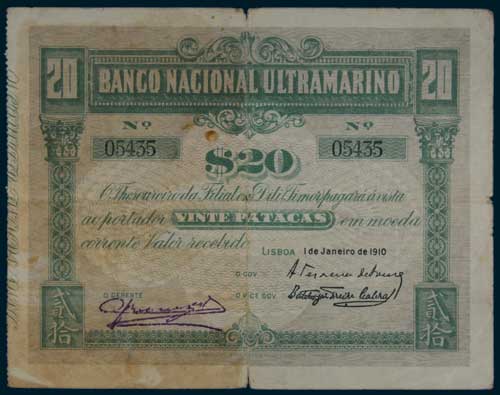 20 BANCO NACIONAL ULTRAMARINO 20
Nº Nº
05435 $20 05435
O Thesoureiro da Filial em Dili Timor pagará á vista
ao portador VINTE PATACAS em moeda
corrente Valor recebido
LISBOA 1 de Janeiro de 1910
O GOV.
O GERENTE
O VICE GOV.
貳拾 貳拾